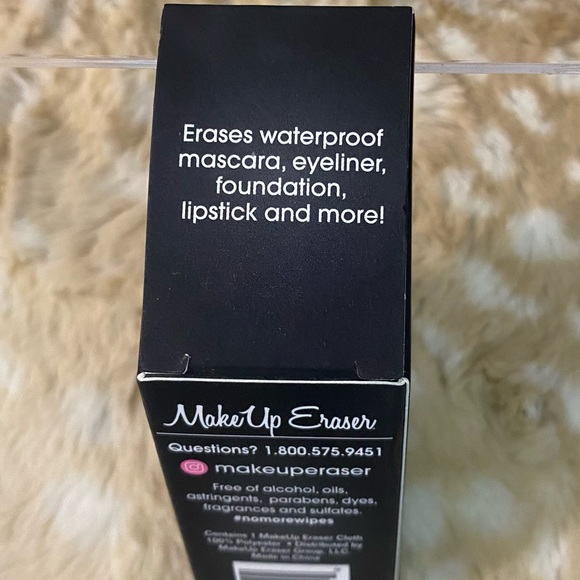 Erases waterproof
mascara, eyeliner,
foundation,
lipstick and more!
MakeUp Eraser
Questions? 1.800.575.9451
makeuperaser
Free of alcohol, oils,
astringents, parabens, dyes,
fragrances and sulfates.
#nomorewipes
Contains 1 MakeUp Eraser Cloth
100% Polyester • Distributed by
MakeUp Eraser Group, LLC
Made in China